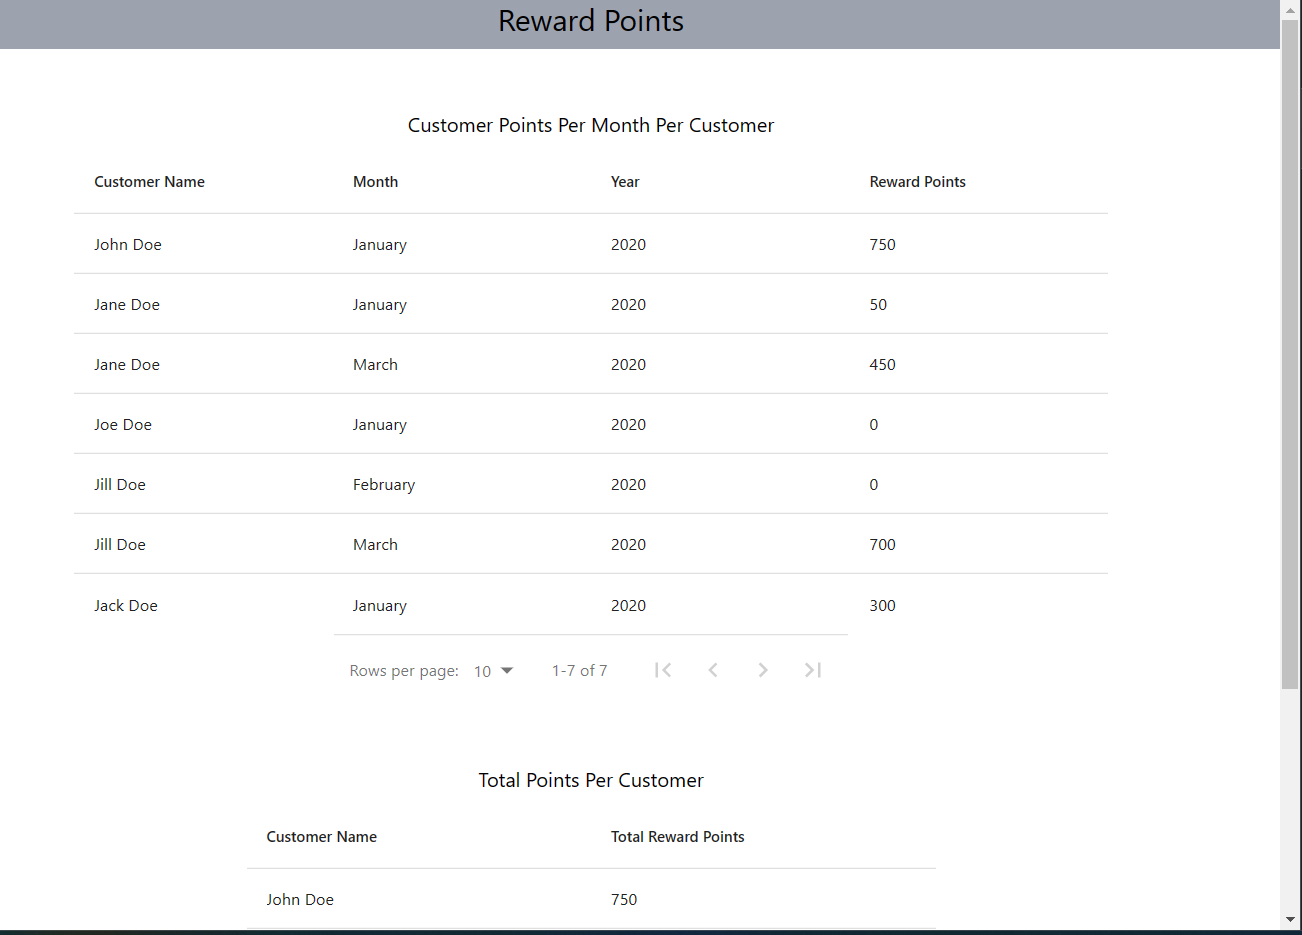 Reward Points
Customer Points Per Month Per Customer
Customer Name Month Year Reward Points
John Doe January 2020 750
Jane Doe January 2020 50
Jane Doe March 2020 450
Joe Doe January 2020 0
Jill Doe February 2020 0
Jill Doe March 2020 700
Jack Doe January 2020 300
Rows per page: 10 1-7 of 7
Total Points Per Customer
Customer Name Total Reward Points
John Doe 750